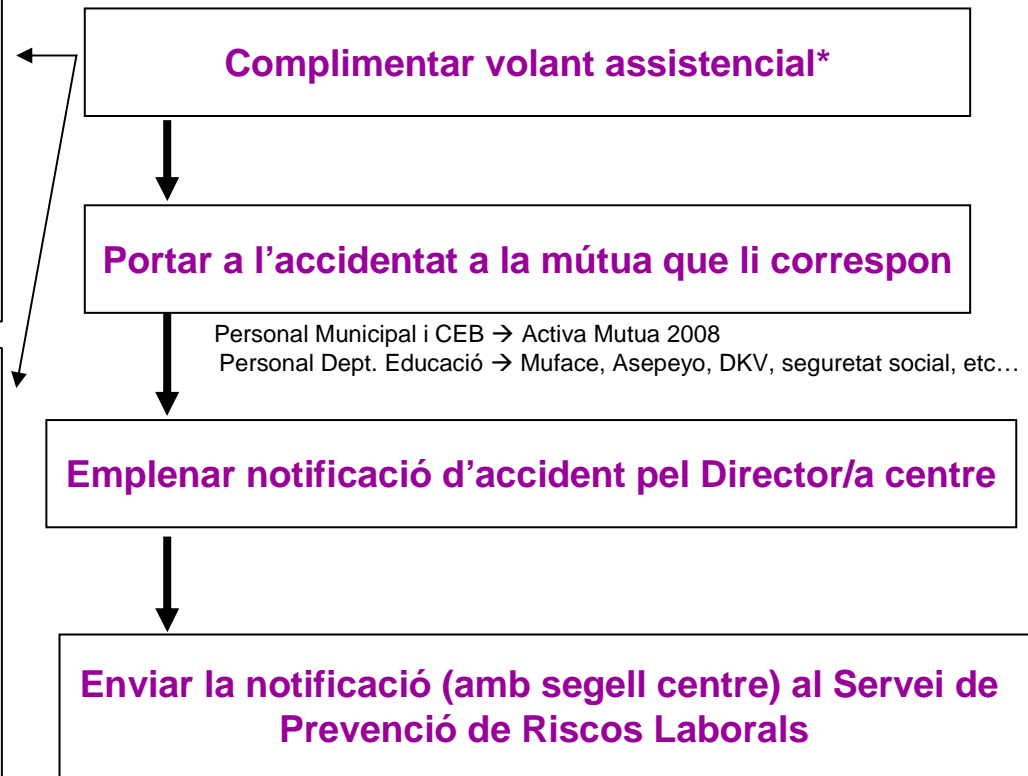 Complimentar volant assistencial*
Portar a l’accidentat a la mútua que li correspon
Personal Municipal i CEB → Activa Mutua 2008
Personal Dept. Educació → Muface, Asepeyo, DKV, seguretat social, etc…
Emplenar notificació d’accident pel Director/a centre
Enviar la notificació (amb segell centre) al Servei de
Prevenció de Riscos Laborals